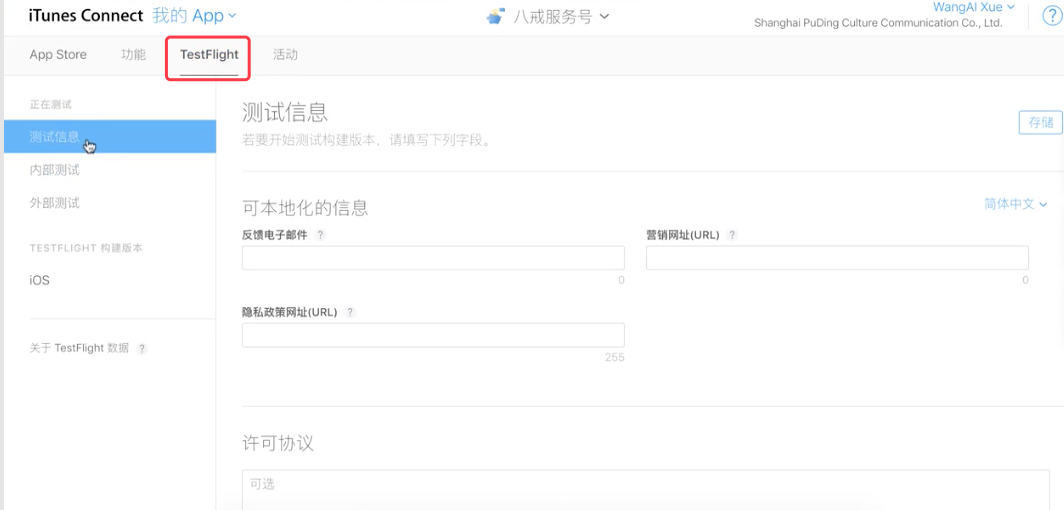 iTunes Connect 我的 App 八戒服务号 WangAI Xue
Shanghai PuDing Culture Communication Co., Ltd. ?
App Store 功能 TestFlight 活动
正在测试
测试信息
内部测试
外部测试
TESTFLIGHT 构建版本
iOS
关于 TestFlight 数据 ?
测试信息
若要开始测试构建版本，请填写下列字段。
存储
可本地化的信息
简体中文
反馈电子邮件 ? 营销网址(URL) ?
0 0
隐私政策网址(URL) ?
255
许可协议
可选